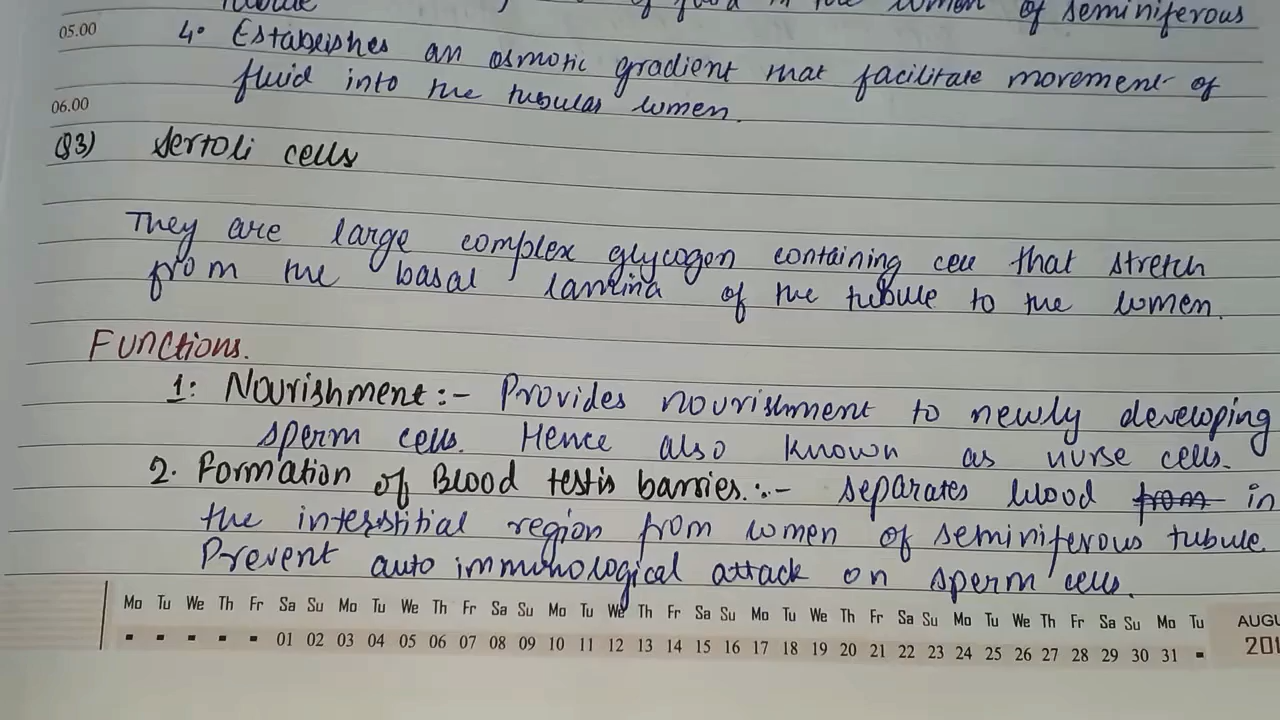 of seminiferous
05.00 4. Establishes an osmotic gradient that facilitate movement of
fluid into the tubular lumen.
06.00
Q3) Sertoli cells
They are large complex glycogen containing cell that stretch
from the basal lamina of the tubule to the lumen.
Functions.
1: Nourishment:- Provides nourishment to newly developing
sperm cells. Hence also known as nurse cells.
2. Formation of Blood testis barrier:- separates blood from in
the interstitial region from lumen of seminiferous tubule.
Prevent auto immunological attack on sperm cells.
Mo Tu We Th Fr Sa Su Mo Tu We Th Fr Sa Su Mo Tu We Th Fr Sa Su Mo Tu We Th Fr Sa Su Mo Tu We Th Fr Sa Su Mo Tu
01 02 03 04 05 06 07 08 09 10 11 12 13 14 15 16 17 18 19 20 21 22 23 24 25 26 27 28 29 30 31
AUGU
20